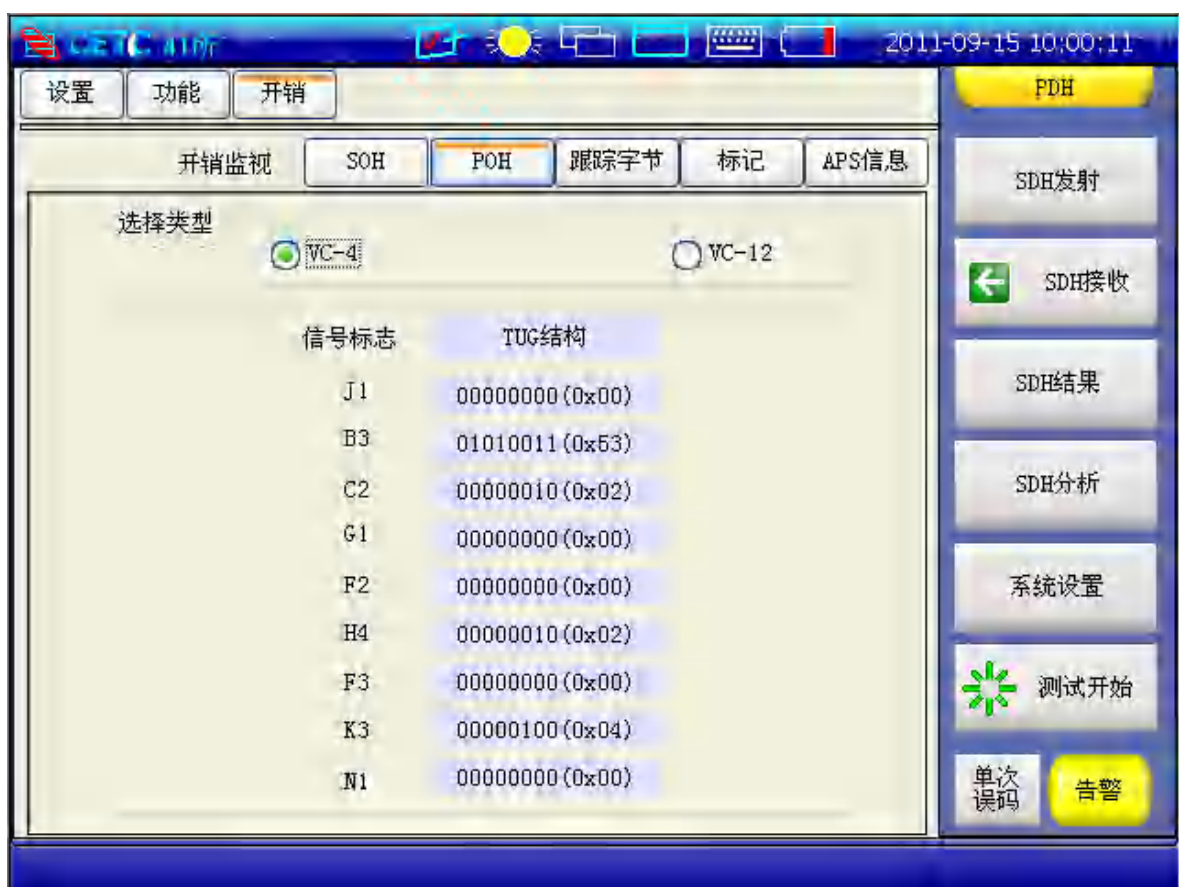 CETC 41所 2011-09-15 10:00:11
设置 功能 开销 PDH
开销监视 SOH POH 跟踪字节 标记 APS信息
SDH发射
选择类型
VC-4 VC-12
SDH接收
信号标志 TUG结构
J1 00000000(0x00)
SDH结果
B3 01010011(0x53)
C2 00000010(0x02)
SDH分析
G1 00000000(0x00)
F2 00000000(0x00)
系统设置
H4 00000010(0x02)
F3 00000000(0x00)
测试开始
K3 00000100(0x04)
N1 00000000(0x00)
单次
误码
告警